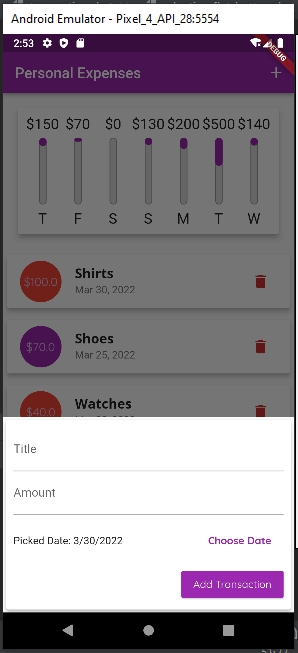 Android Emulator - Pixel_4_API_28:5554
2:53
DEBUG
Personal Expenses +
$150 $70 $0 $130 $200 $500 $140
T F S S M T W
$100.0 Shirts
Mar 30, 2022
$70.0 Shoes
Mar 25, 2022
$40.0 Watches
Title
Amount
Picked Date: 3/30/2022 Choose Date
Add Transaction